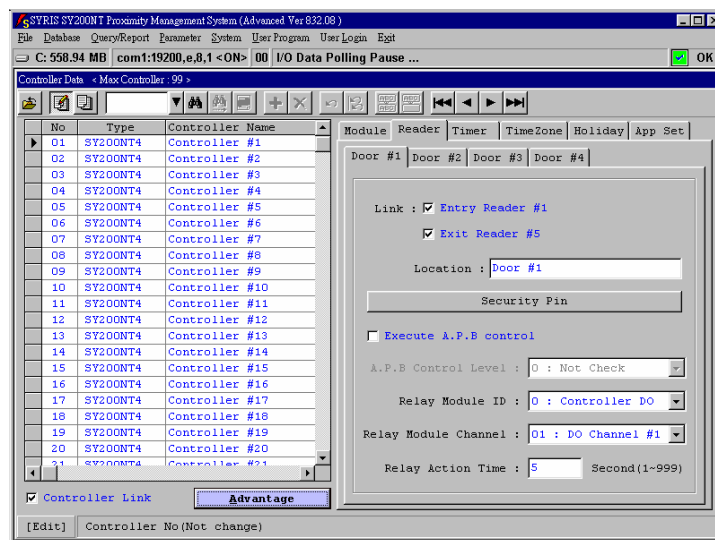 SYRIS SY200NT Proximity Management System (Advanced Ver 832.08 )
File Database Query/Report Parameter System User Program User Login Exit
C: 558.94 MB com1:19200,e,8,1 <ON> 00 I/O Data Polling Pause ... OK
Controller Data < Max Controller : 99 >
No Type Controller Name
01 SY200NT4 Controller #1
02 SY200NT4 Controller #2
03 SY200NT4 Controller #3
04 SY200NT4 Controller #4
05 SY200NT4 Controller #5
06 SY200NT4 Controller #6
07 SY200NT4 Controller #7
08 SY200NT4 Controller #8
09 SY200NT4 Controller #9
10 SY200NT4 Controller #10
11 SY200NT4 Controller #11
12 SY200NT4 Controller #12
13 SY200NT4 Controller #13
14 SY200NT4 Controller #14
15 SY200NT4 Controller #15
16 SY200NT4 Controller #16
17 SY200NT4 Controller #17
18 SY200NT4 Controller #18
19 SY200NT4 Controller #19
20 SY200NT4 Controller #20
21 SY200NT4 Controller #21
Controller Link Advantage
Module Reader Timer TimeZone Holiday App Set
Door #1 Door #2 Door #3 Door #4
Link : Entry Reader #1
Exit Reader #5
Location : Door #1
Security Pin
Execute A.P.B control
A.P.B Control Level : 0 : Not Check
Relay Module ID : 0 : Controller DO
Relay Module Channel : 01 : DO Channel #1
Relay Action Time : 5 Second(1~999)
[Edit] Controller No(Not change)